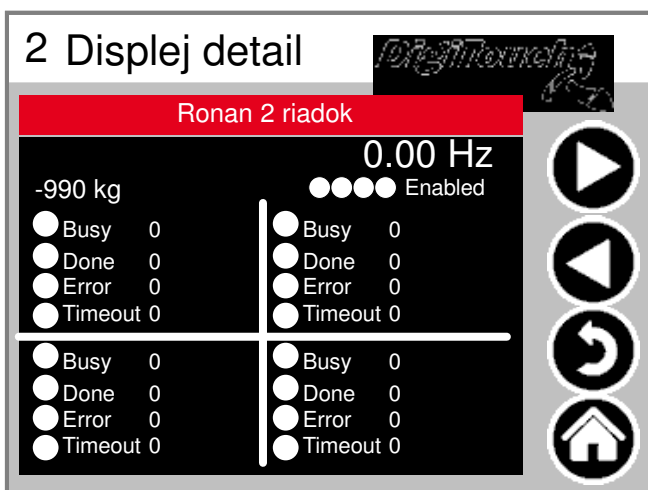 2 Displej detail
DigiTouch
Ronan 2 riadok
0.00 Hz
-990 kg
Enabled
Busy 0
Done 0
Error 0
Timeout 0
Busy 0
Done 0
Error 0
Timeout 0
Busy 0
Done 0
Error 0
Timeout 0
Busy 0
Done 0
Error 0
Timeout 0